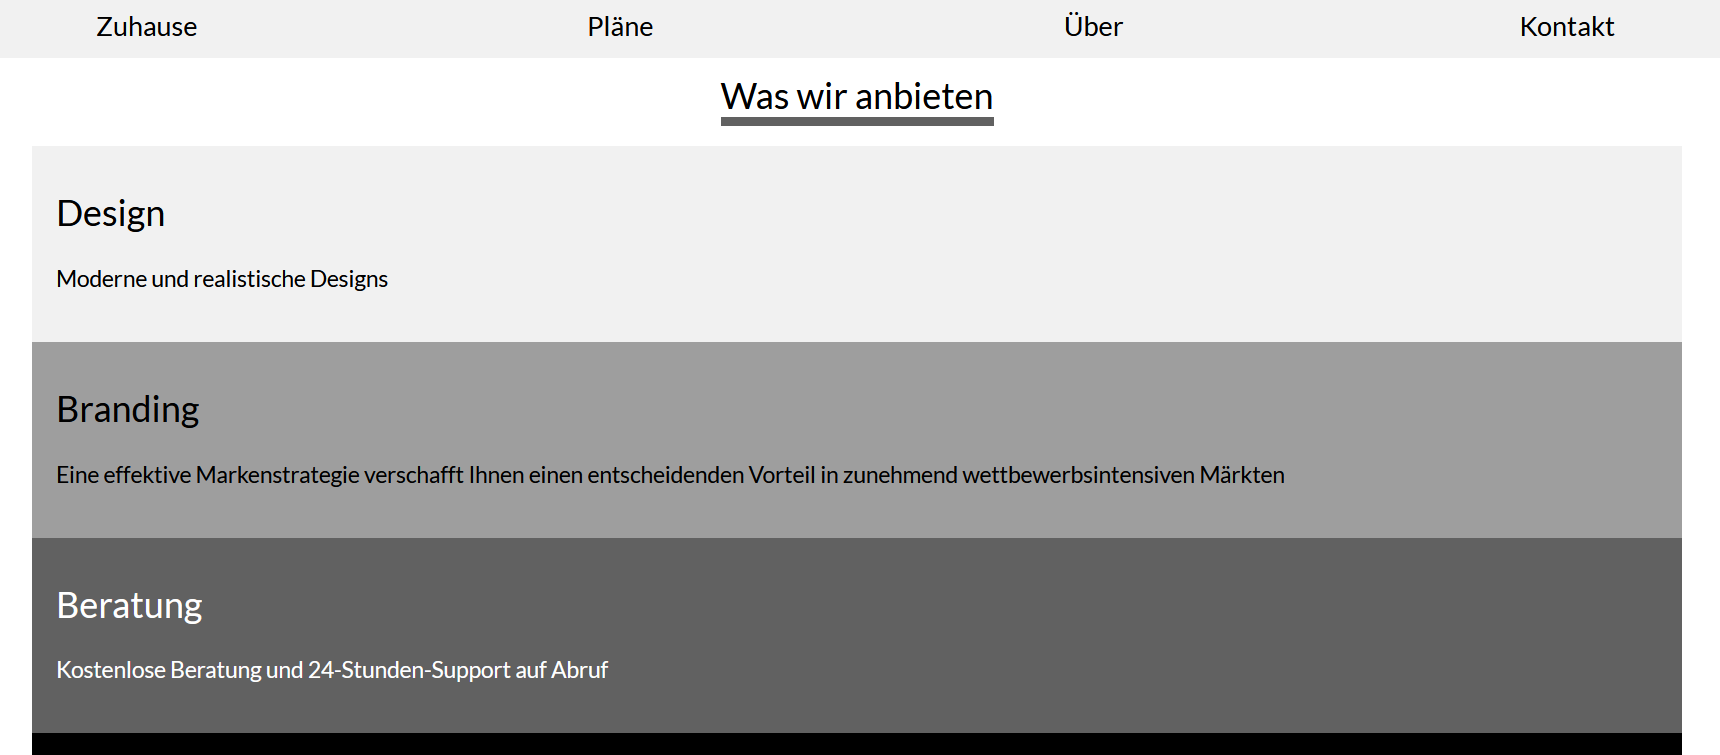 Zuhause Pläne Über Kontakt
Was wir anbieten
Design
Moderne und realistische Designs
Branding
Eine effektive Markenstrategie verschafft Ihnen einen entscheidenden Vorteil in zunehmend wettbewerbsintensiven Märkten
Beratung
Kostenlose Beratung und 24-Stunden-Support auf Abruf